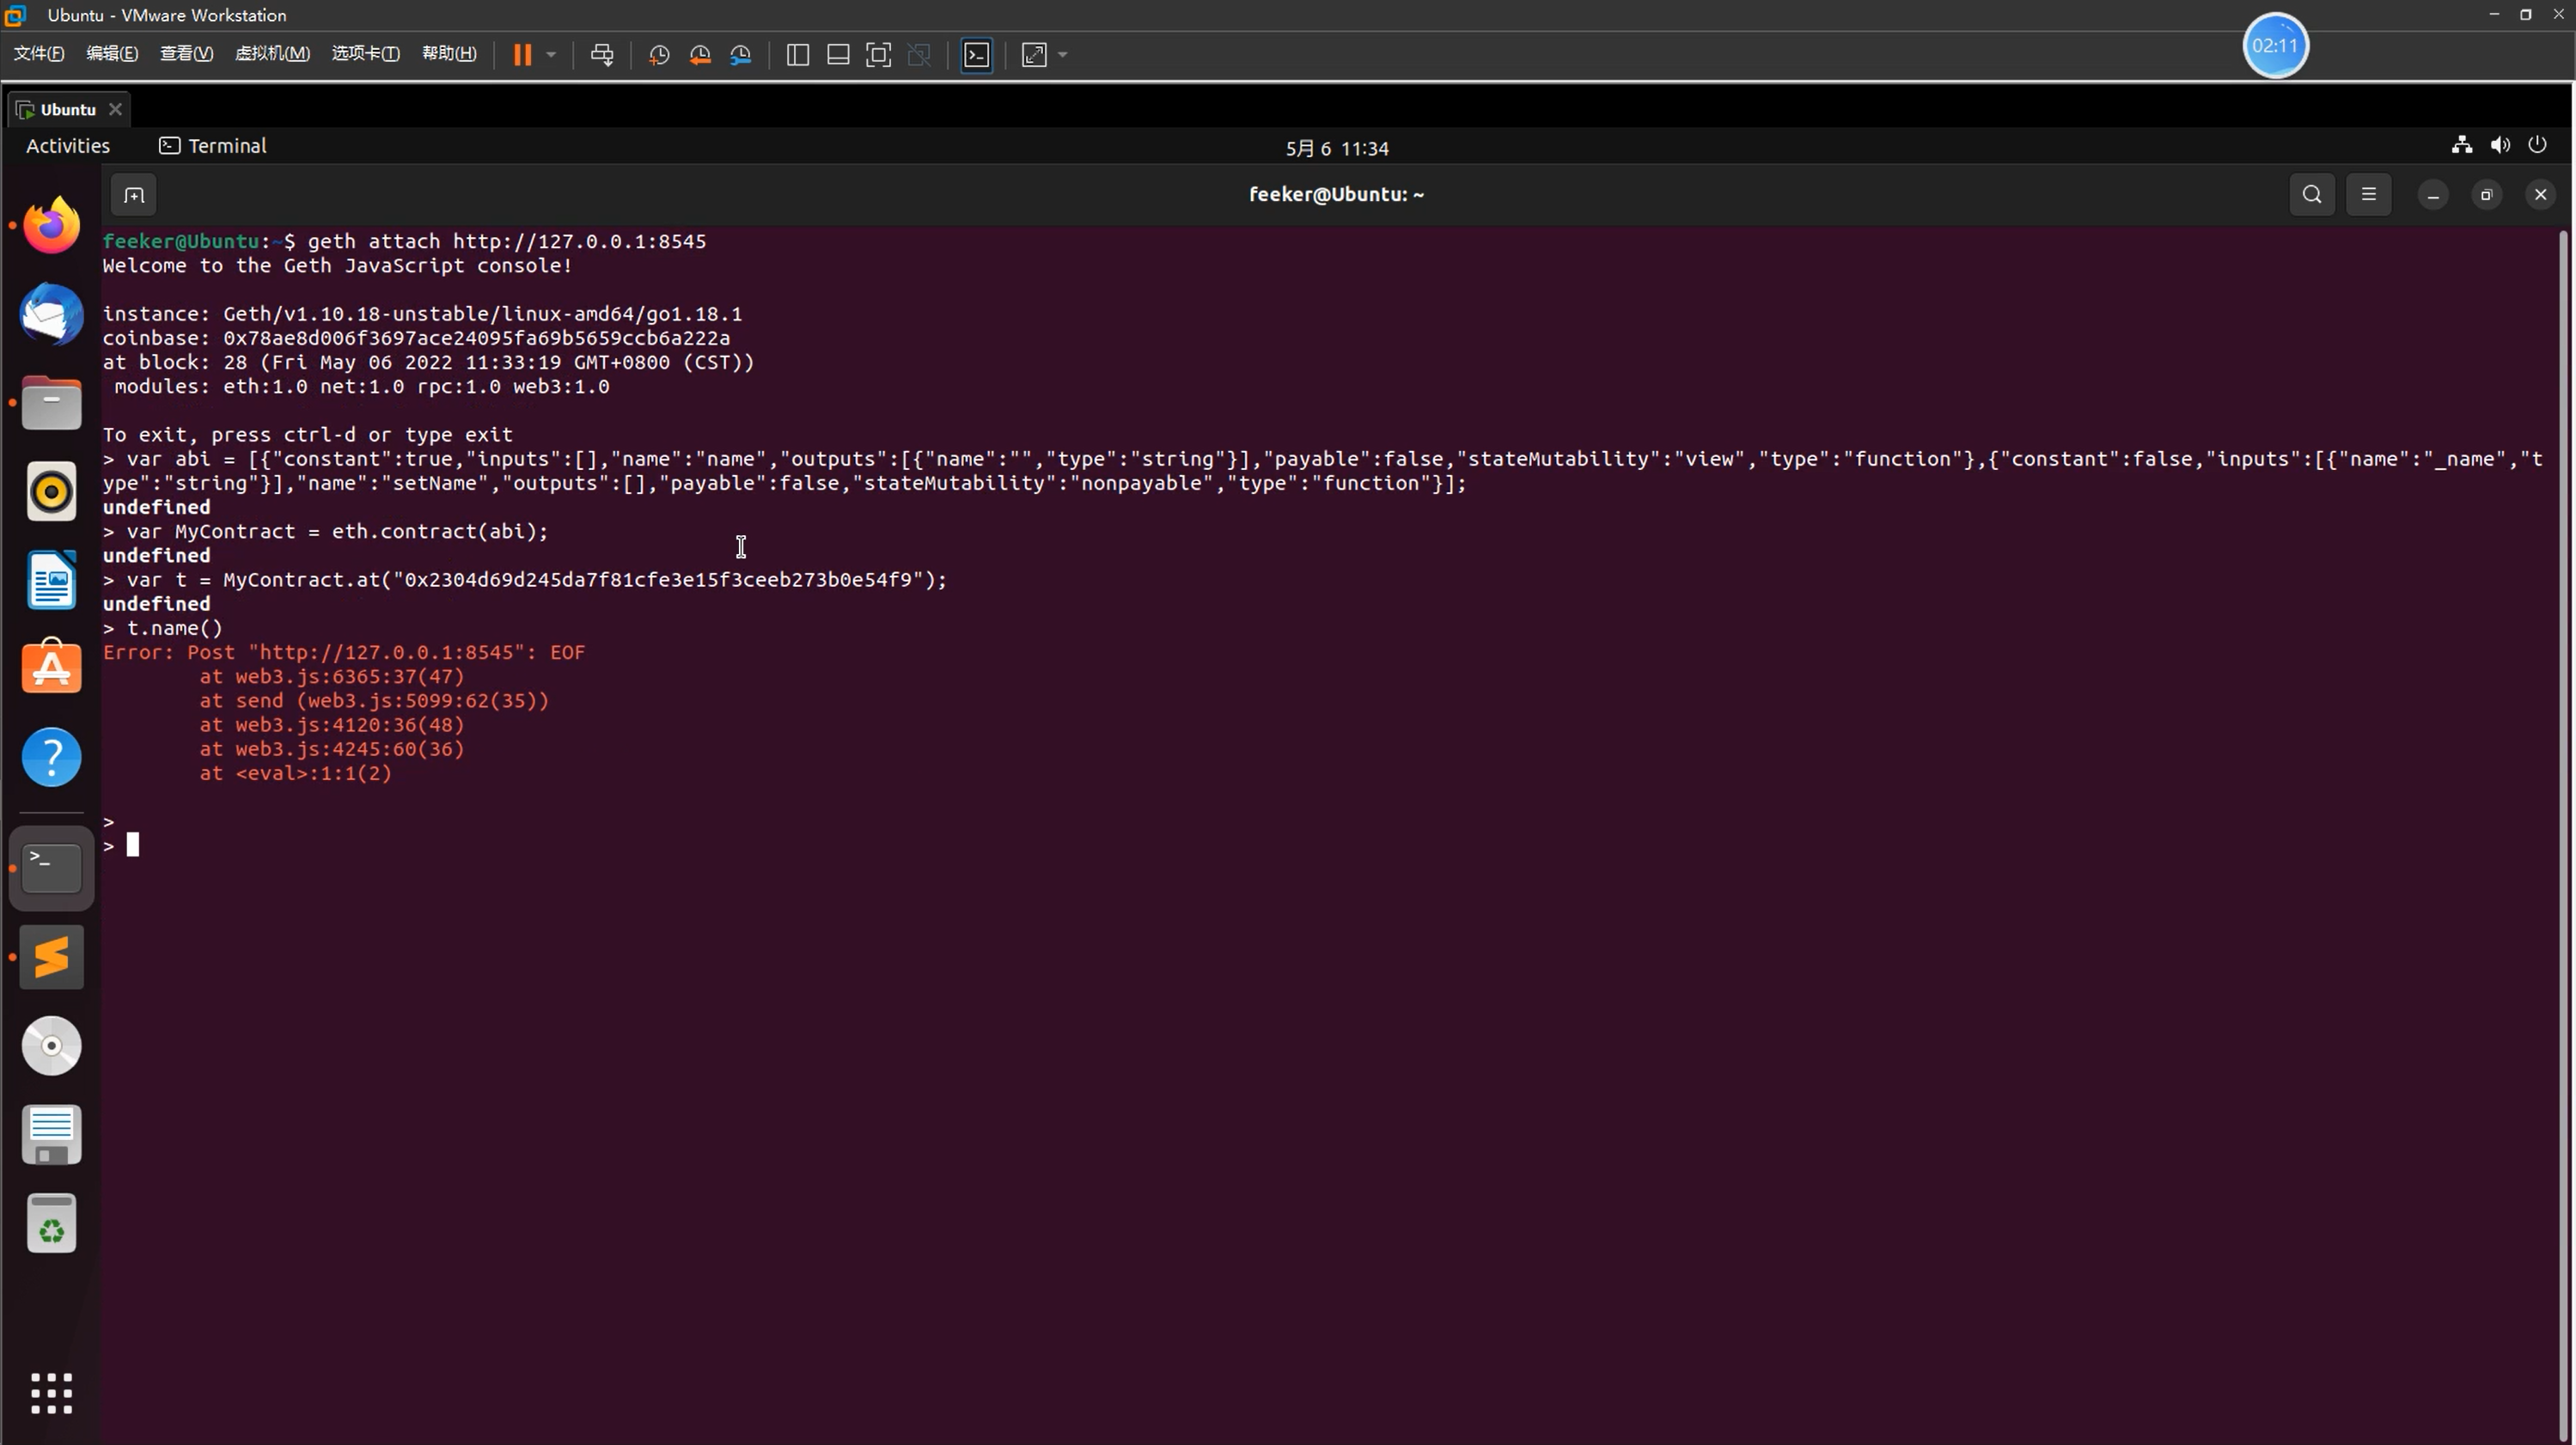 Ubuntu - VMware Workstation
文件(F) 编辑(E) 查看(V) 虚拟机(M) 选项卡(T) 帮助(H)
02:11
Ubuntu
Activities Terminal 5月 6 11:34
feeker@Ubuntu: ~
feeker@Ubuntu:~$ geth attach http://127.0.0.1:8545
Welcome to the Geth JavaScript console!
instance: Geth/v1.10.18-unstable/linux-amd64/go1.18.1
coinbase: 0x78ae8d006f3697ace24095fa69b5659ccb6a222a
at block: 28 (Fri May 06 2022 11:33:19 GMT+0800 (CST))
modules: eth:1.0 net:1.0 rpc:1.0 web3:1.0
To exit, press ctrl-d or type exit
> var abi = [{"constant":true,"inputs":[],"name":"name","outputs":[{"name":"","type":"string"}],"payable":false,"stateMutability":"view","type":"function"},{"constant":false,"inputs":[{"name":"_name","t
ype":"string"}],"name":"setName","outputs":[],"payable":false,"stateMutability":"nonpayable","type":"function"}];
undefined
> var MyContract = eth.contract(abi);
undefined
> var t = MyContract.at("0x2304d69d245da7f81cfe3e15f3ceeb273b0e54f9");
undefined
> t.name()
Error: Post "http://127.0.0.1:8545": EOF
at web3.js:6365:37(47)
at send (web3.js:5099:62(35))
at web3.js:4120:36(48)
at web3.js:4245:60(36)
at <eval>:1:1(2)
>
>